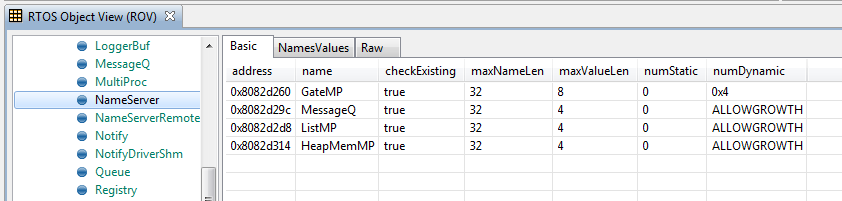 RTOS Object View (ROV)
LoggerBuf
MessageQ
MultiProc
NameServer
NameServerRemote
Notify
NotifyDriverShm
Queue
Registry
Basic NamesValues Raw
address name checkExisting maxNameLen maxValueLen numStatic numDynamic
0x8082d260 GateMP true 32 8 0 0x4
0x8082d29c MessageQ true 32 4 0 ALLOWGROWTH
0x8082d2d8 ListMP true 32 4 0 ALLOWGROWTH
0x8082d314 HeapMemMP true 32 4 0 ALLOWGROWTH